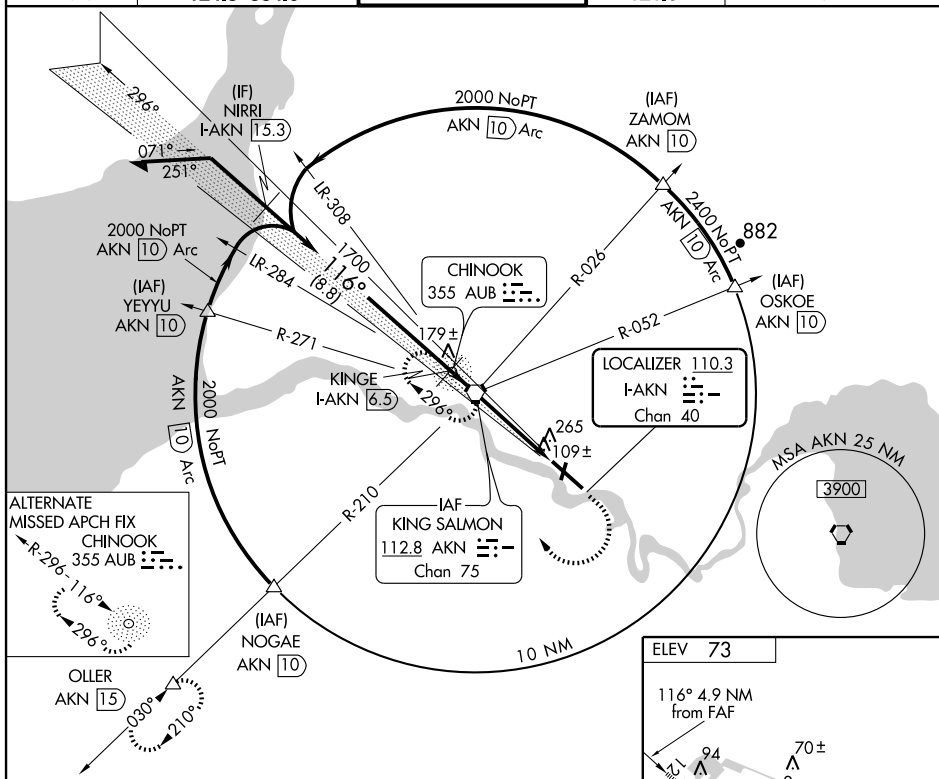 296°
(IF)
NIRRI
I-AKN 15.3
2000 NoPT
AKN 10 Arc
(IAF)
ZAMOM
AKN 10
071°
251°
LR-308
2400 NoPT
AKN 10 Arc
882
2000 NoPT
AKN 10 Arc
LR-284
1700
116°
(8.8)
CHINOOK
355 AUB
R-026
(IAF)
YEYYU
AKN 10
R-271
179±
R-052
(IAF)
OSKOE
AKN 10
KINGE
I-AKN 6.5
296°
LOCALIZER 110.3
I-AKN
Chan 40
2000 NoPT
AKN 10 Arc
265
109±
MSA AKN 25 NM
3900
R-210
IAF
KING SALMON
112.8 AKN
Chan 75
ALTERNATE
MISSED APCH FIX
CHINOOK
355 AUB
R-296
116°
296°
(IAF)
NOGAE
AKN 10
10 NM
OLLER
AKN 15
030°
210°
ELEV 73
116° 4.9 NM
from FAF
94
70±
12